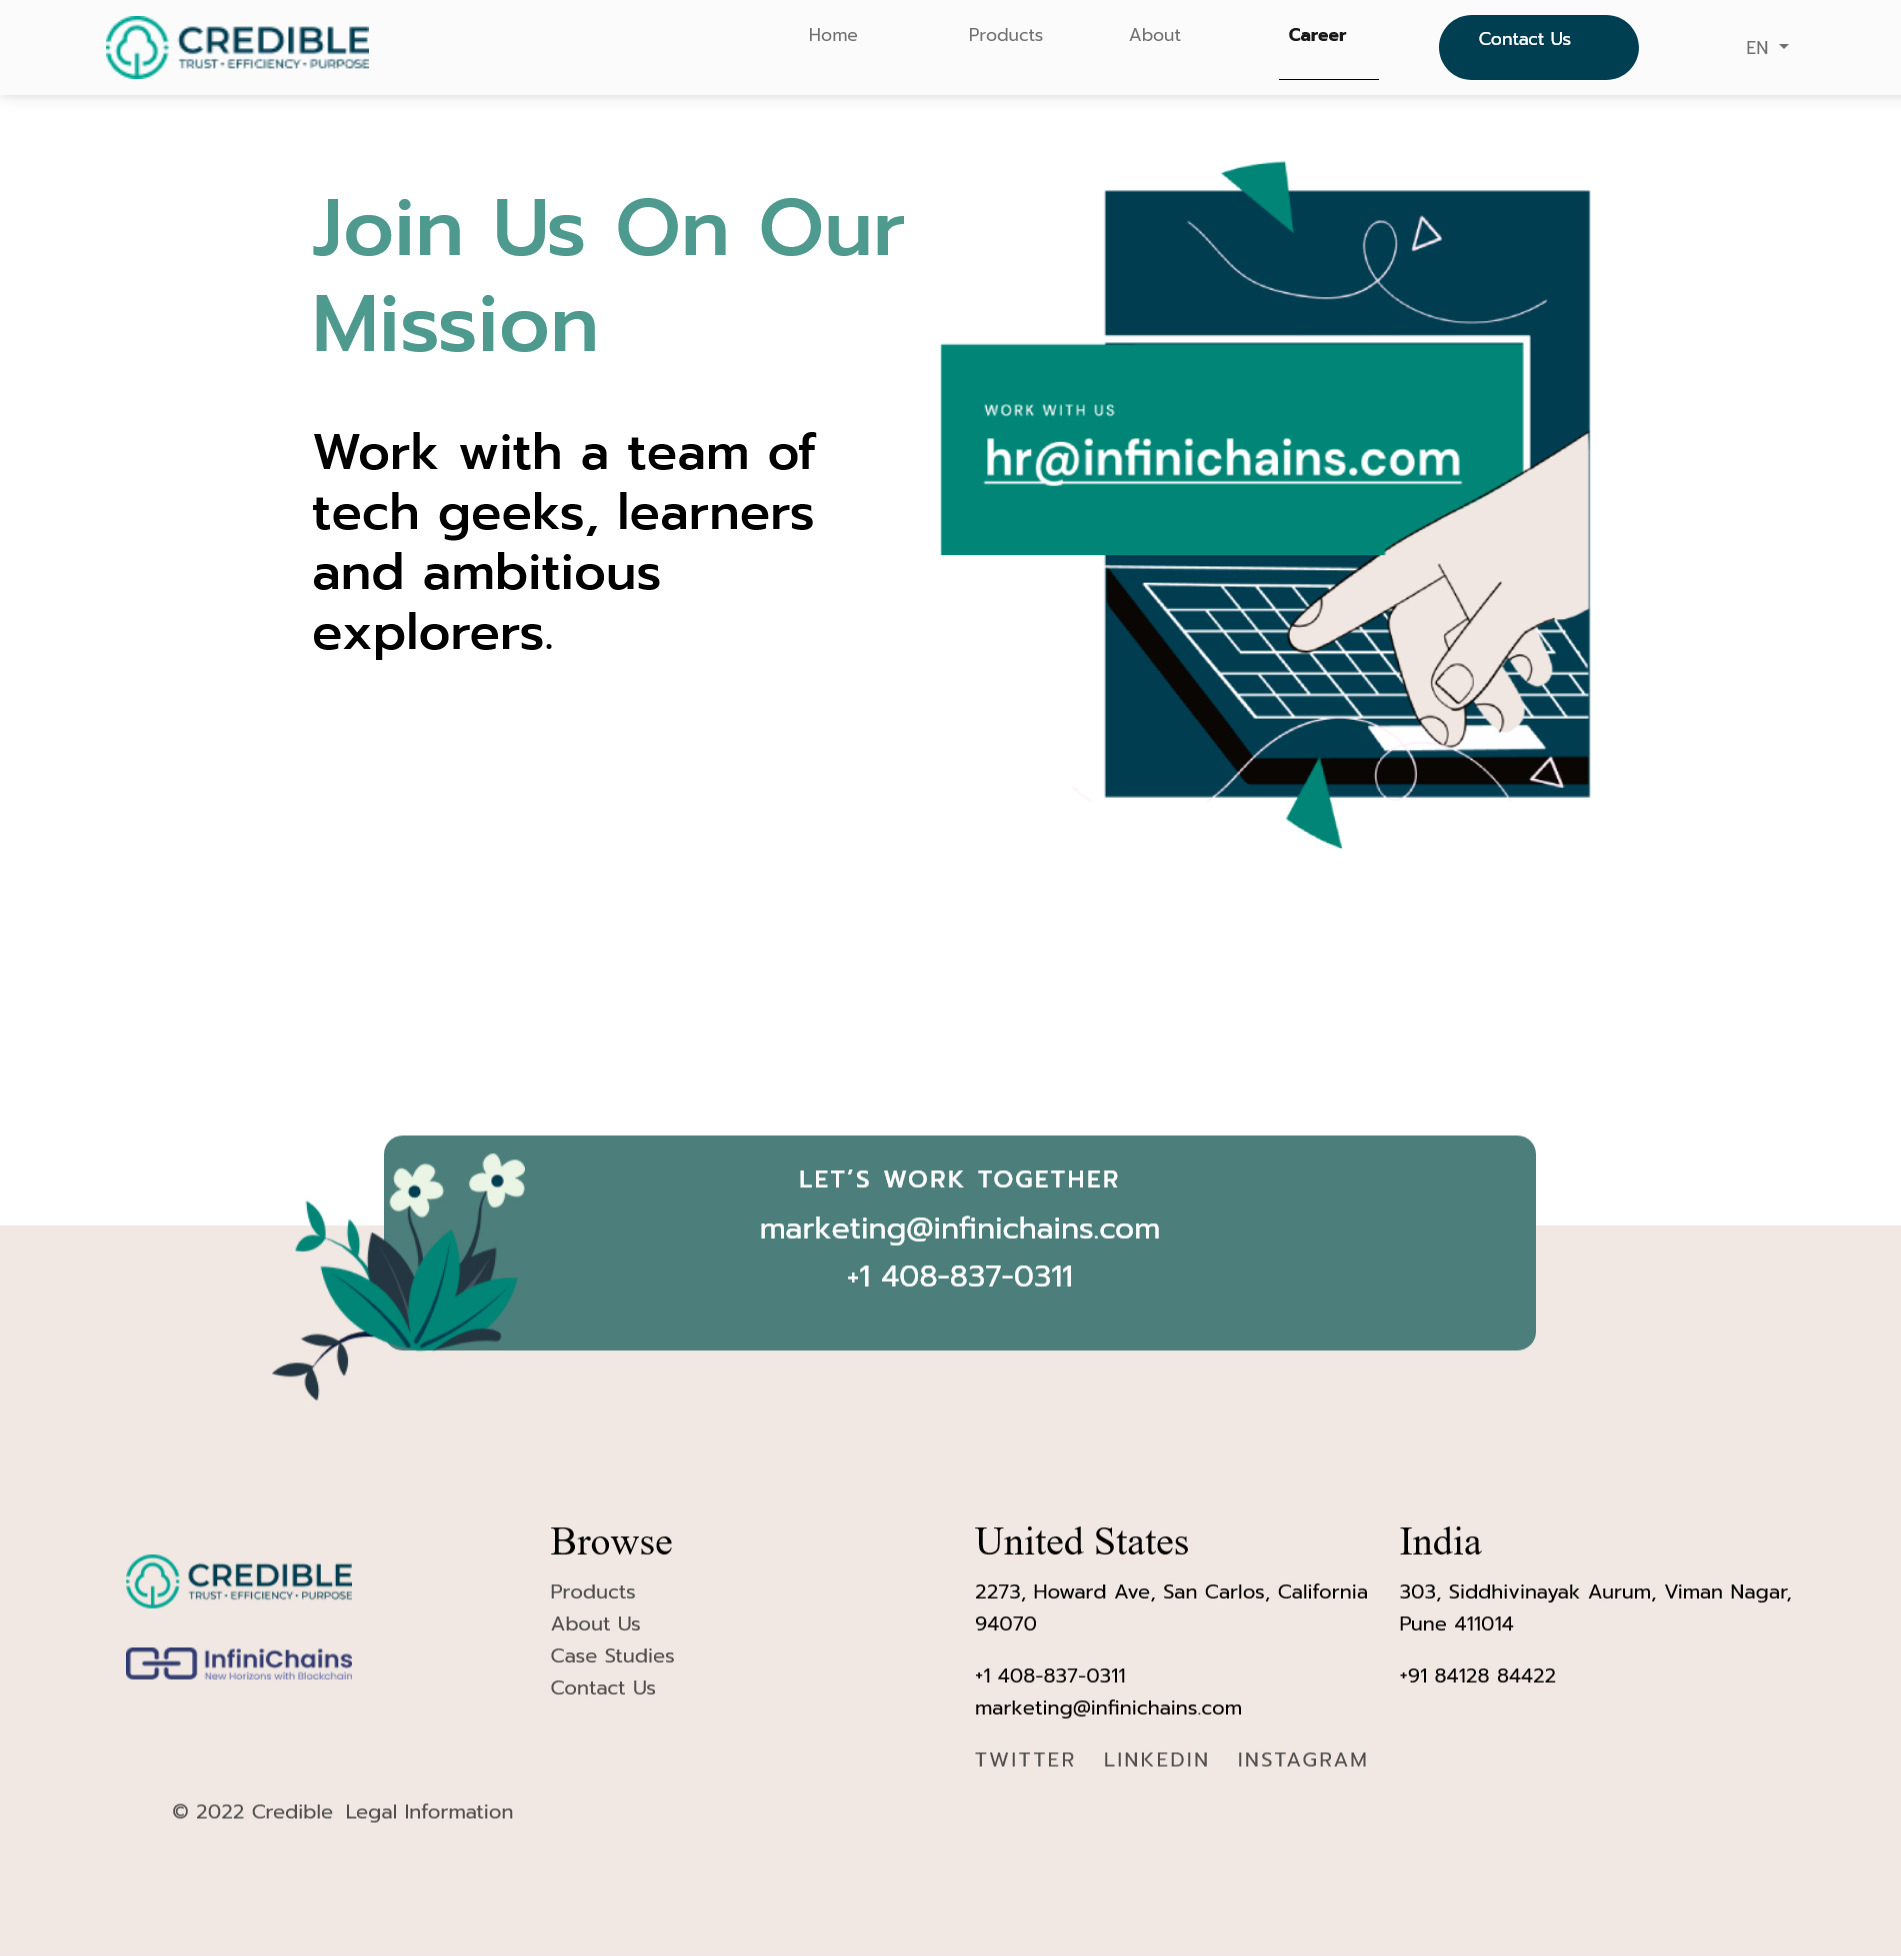 CREDIBLE
TRUST • EFFICIENCY • PURPOSE
Home
Products
About
Career
Contact Us
EN
Join Us On Our
Mission
Work with a team of
tech geeks, learners
and ambitious
explorers.
WORK WITH US
hr@infinichains.com
LET’S WORK TOGETHER
marketing@infinichains.com
+1 408-837-0311
CREDIBLE
TRUST • EFFICIENCY • PURPOSE
InfiniChains
New Horizons with Blockchain
Browse
Products
About Us
Case Studies
Contact Us
United States
2273, Howard Ave, San Carlos, California
94070
+1 408-837-0311
marketing@infinichains.com
TWITTER LINKEDIN INSTAGRAM
India
303, Siddhivinayak Aurum, Viman Nagar,
Pune 411014
+91 84128 84422
© 2022 Credible Legal Information